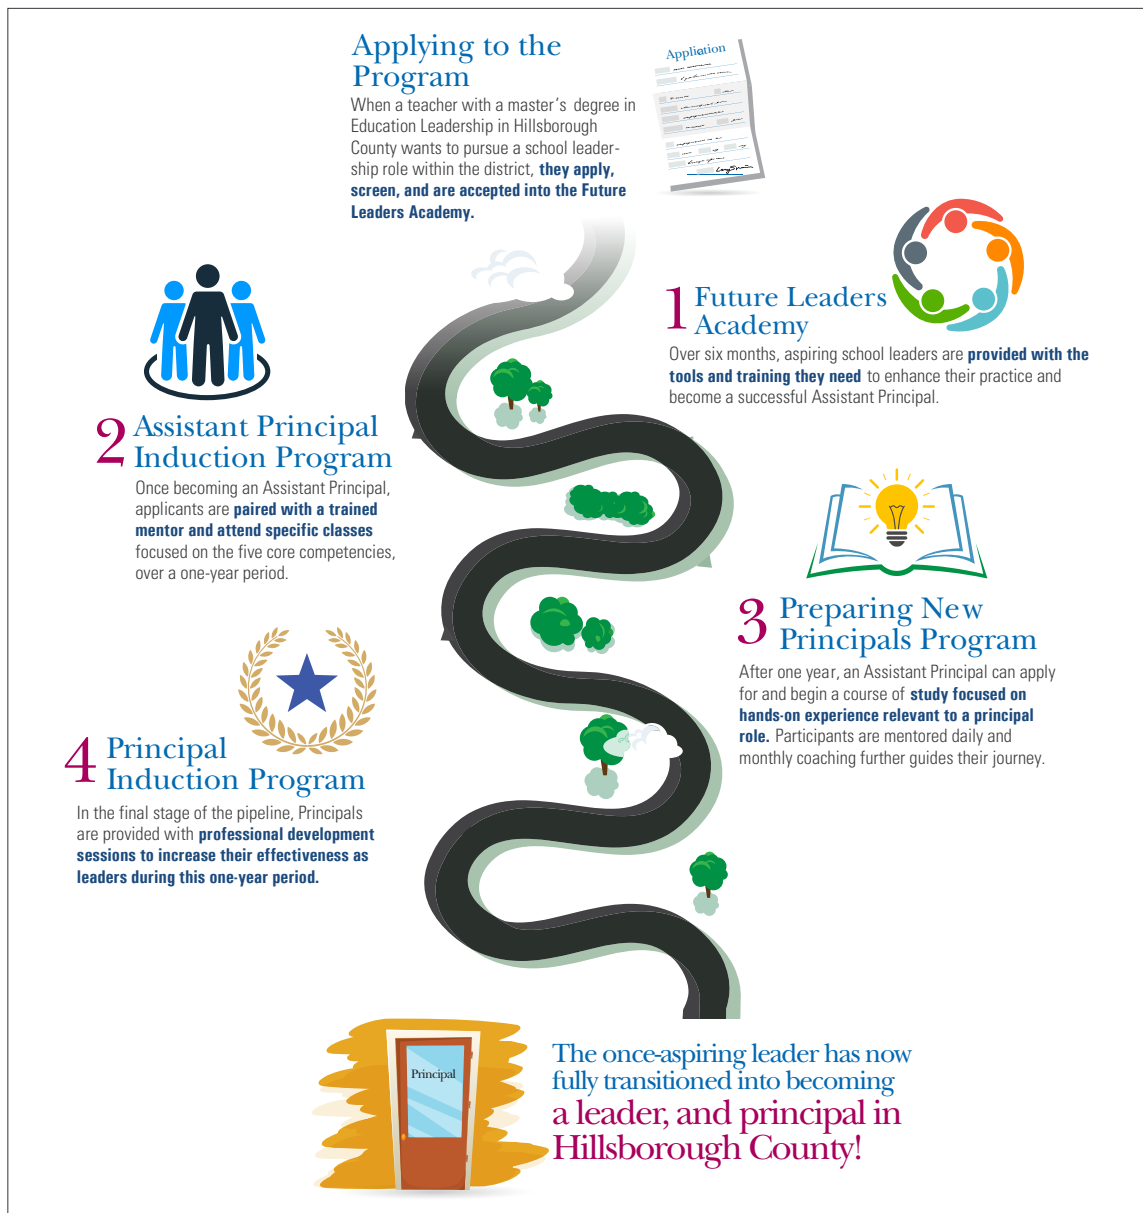 Applying to the
Program
When a teacher with a master's degree in
Education Leadership in Hillsborough
County wants to pursue a school leader-
ship role within the district, they apply,
screen, and are accepted into the Future
Leaders Academy.
Application
1 Future Leaders
Academy
Over six months, aspiring school leaders are provided with the
tools and training they need to enhance their practice and
become a successful Assistant Principal.
2 Assistant Principal
Induction Program
Once becoming an Assistant Principal,
applicants are paired with a trained
mentor and attend specific classes
focused on the five core competencies,
over a one-year period.
3 Preparing New
Principals Program
After one year, an Assistant Principal can apply
for and begin a course of study focused on
hands-on experience relevant to a principal
role. Participants are mentored daily and
monthly coaching further guides their journey.
4 Principal
Induction Program
In the final stage of the pipeline, Principals
are provided with professional development
sessions to increase their effectiveness as
leaders during this one-year period.
Principal
The once-aspiring leader has now
fully transitioned into becoming
a leader, and principal in
Hillsborough County!